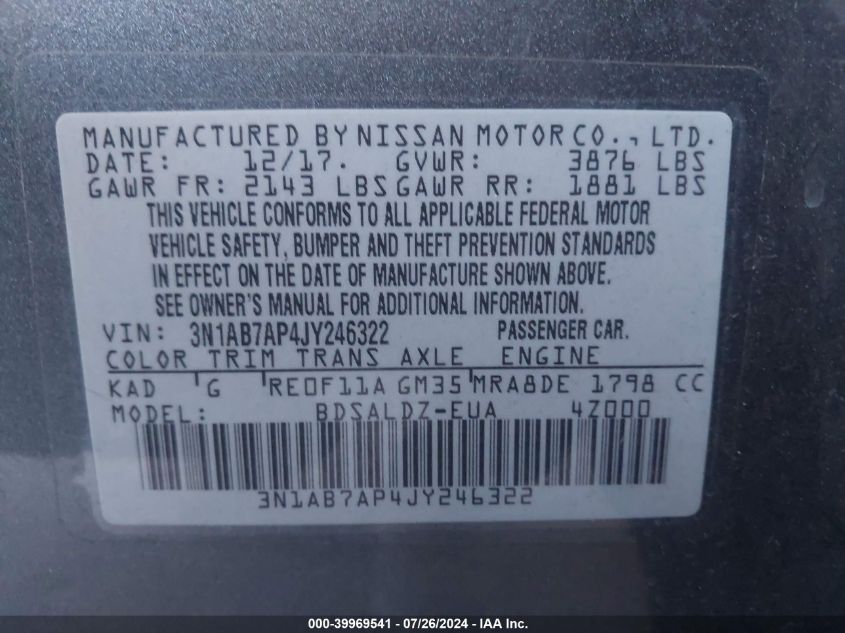 MANUFACTURED BY NISSAN MOTOR CO., LTD.
DATE: 12/17. GVWR: 3876 LBS
GAWR FR: 2143 LBS GAWR RR: 1881 LBS
THIS VEHICLE CONFORMS TO ALL APPLICABLE FEDERAL MOTOR
VEHICLE SAFETY, BUMPER AND THEFT PREVENTION STANDARDS
IN EFFECT ON THE DATE OF MANUFACTURE SHOWN ABOVE.
SEE OWNER'S MANUAL FOR ADDITIONAL INFORMATION.
VIN: 3N1AB7AP4JY246322 PASSENGER CAR.
COLOR TRIM TRANS AXLE ENGINE
KAD G RE0F11A GM35 MRA8DE 1798 CC
MODEL: BDSALDZ-EUA 4Z000
3N1AB7AP4JY246322
000-39969541 - 07/26/2024 - IAA Inc.